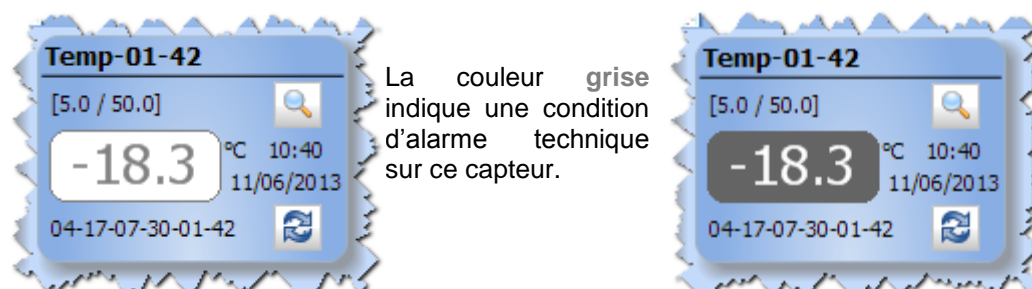 Temp-01-42
[5.0 / 50.0]
-18.3 °C 10:40
11/06/2013
04-17-07-30-01-42
La couleur grise
indique une condition
d'alarme technique
sur ce capteur.
Temp-01-42
[5.0 / 50.0]
-18.3 °C 10:40
11/06/2013
04-17-07-30-01-42